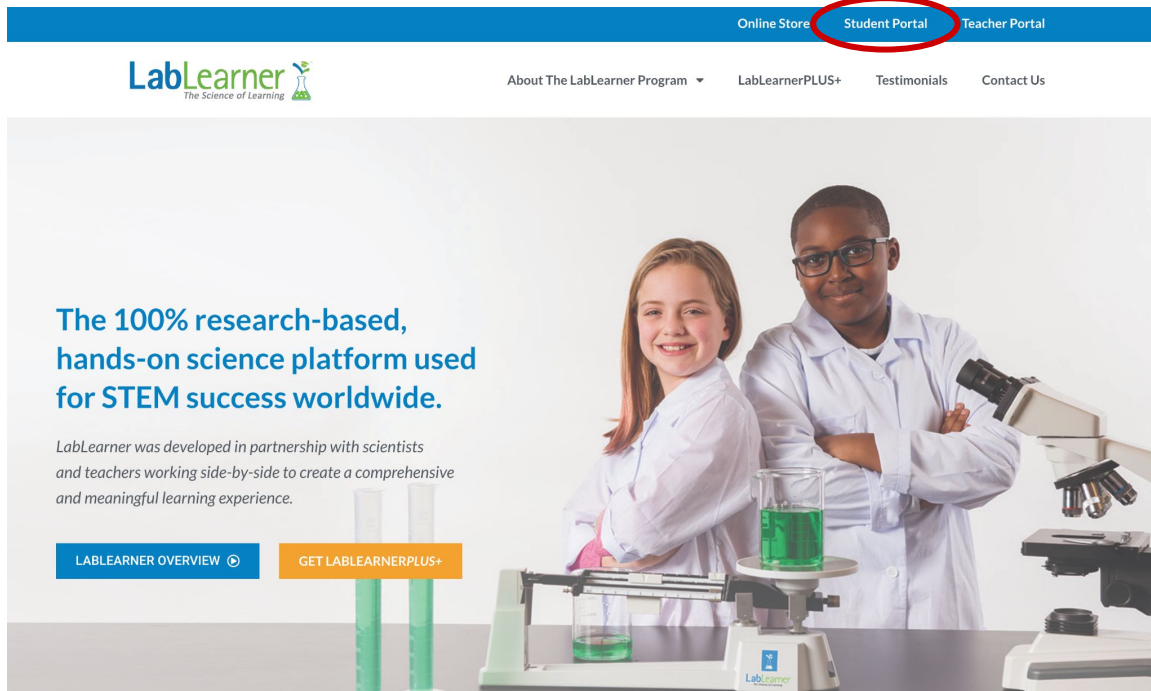 Online Store Student Portal Teacher Portal
LabLearner
The Science of Learning
About The LabLearner Program LabLearnerPLUS+ Testimonials Contact Us
The 100% research-based,
hands-on science platform used
for STEM success worldwide.
LabLearner was developed in partnership with scientists
and teachers working side-by-side to create a comprehensive
and meaningful learning experience.
LABLEARNER OVERVIEW GET LABLEARNERPLUS+
LabLearner